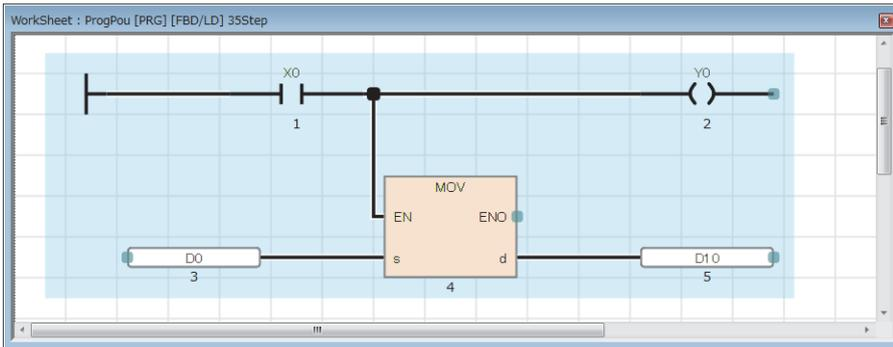 WorkSheet : ProgPou [PRG] [FBD/LD] 35Step
X0
Y0
1
2
MOV
EN
ENO
D0
s
d
D10
3
4
5